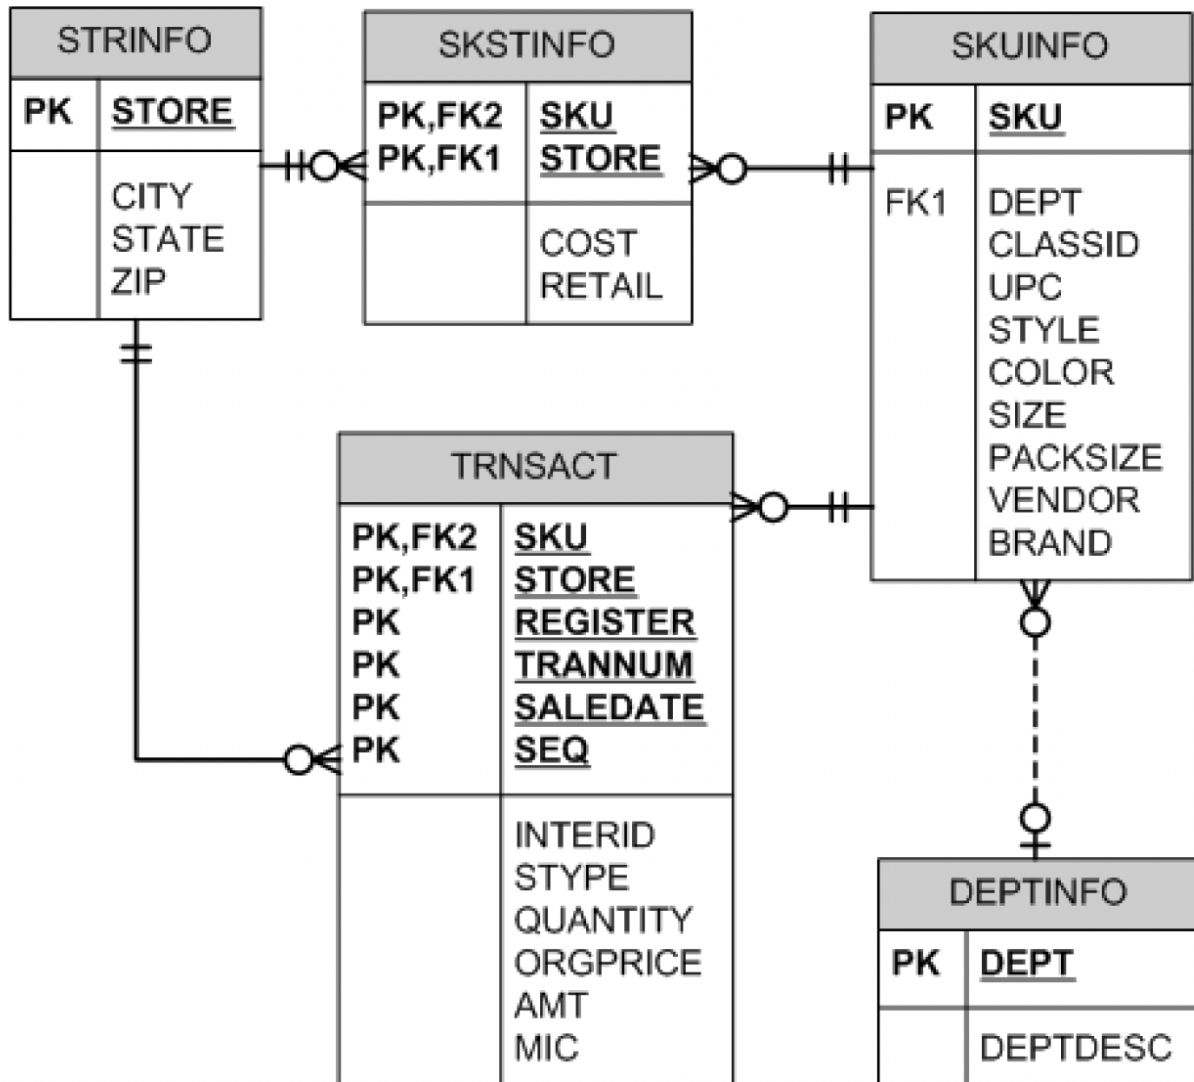 STRINFO
PK STORE
CITY
STATE
ZIP
SKSTINFO
PK,FK2 SKU
PK,FK1 STORE
COST
RETAIL
SKUINFO
PK SKU
FK1 DEPT
CLASSID
UPC
STYLE
COLOR
SIZE
PACKSIZE
VENDOR
BRAND
TRNSACT
PK,FK2 SKU
PK,FK1 STORE
PK REGISTER
PK TRANNUM
PK SALEDATE
PK SEQ
INTERID
STYPE
QUANTITY
ORGPRICE
AMT
MIC
DEPTINFO
PK DEPT
DEPTDESC